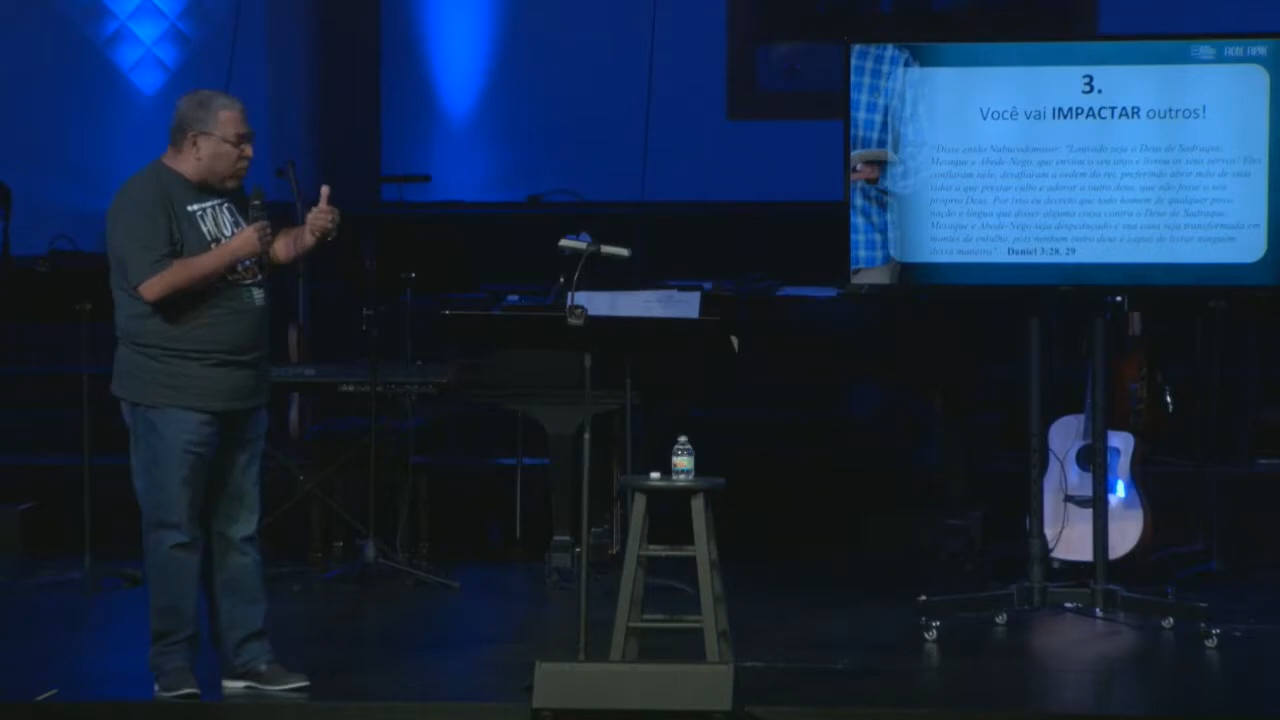 3.
Você vai IMPACTAR outros!
"Disse então Nabucodonosor: "Louvado seja o Deus de Sadraque,
Mesaque e Abede-Nego, que enviou o seu anjo e livrou os seus servos! Eles
confiaram nele, desafiaram a ordem do rei, preferindo abrir mão de suas
vidas a que prestar culto e adorar a outro deus, que não fosse o seu
próprio Deus. Por isso eu decreto que todo homem de qualquer povo,
nação e língua que disser alguma coisa contra o Deus de Sadraque,
Mesaque e Abede-Nego seja despedaçado e sua casa seja transformada em
montes de entulho, pois nenhum outro deus é capaz de livrar ninguém
dessa maneira". Daniel 3:28, 29